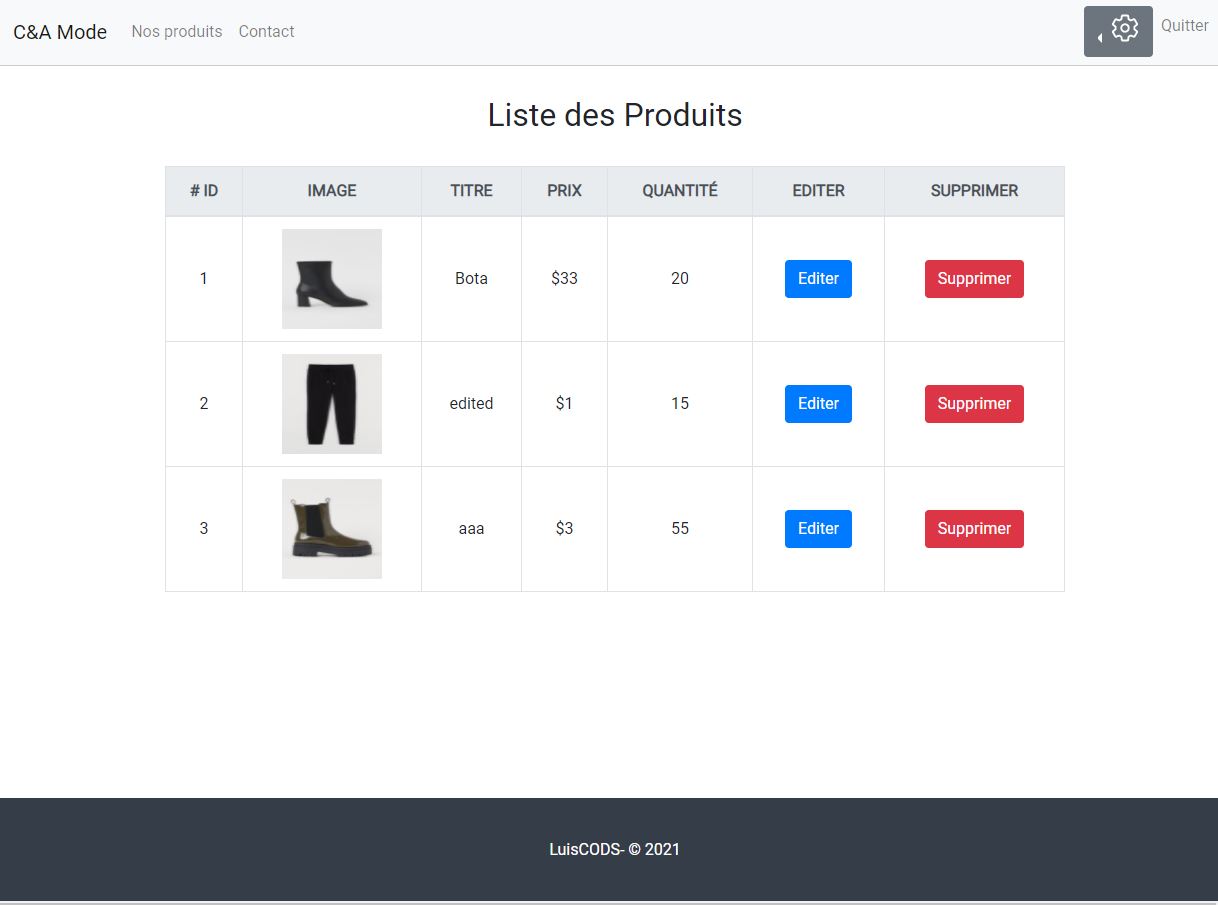 C&A Mode Nos produits Contact Quitter
Liste des Produits
# ID IMAGE TITRE PRIX QUANTITÉ EDITER SUPPRIMER
1 Bota $33 20 Editer Supprimer
2 edited $1 15 Editer Supprimer
3 aaa $3 55 Editer Supprimer
LuisCODS- © 2021